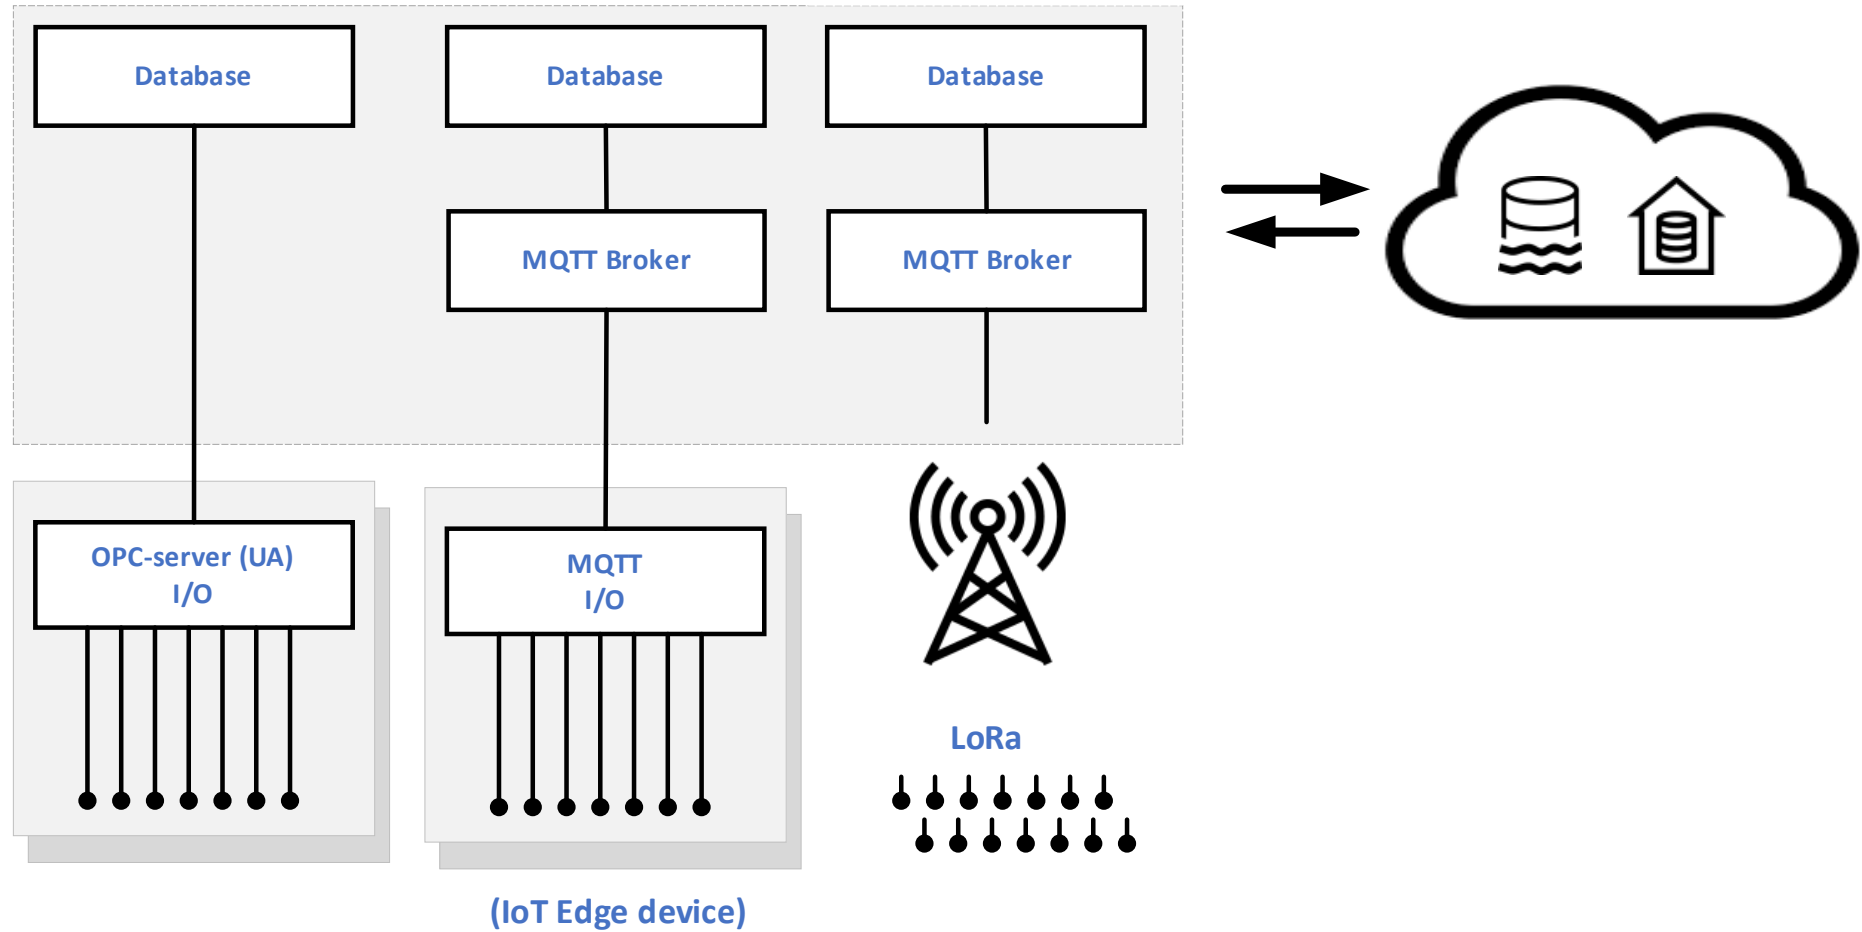 Database
Database
Database
MQTT Broker
MQTT Broker
OPC-server (UA)
I/O
MQTT
I/O
LoRa
(IoT Edge device)